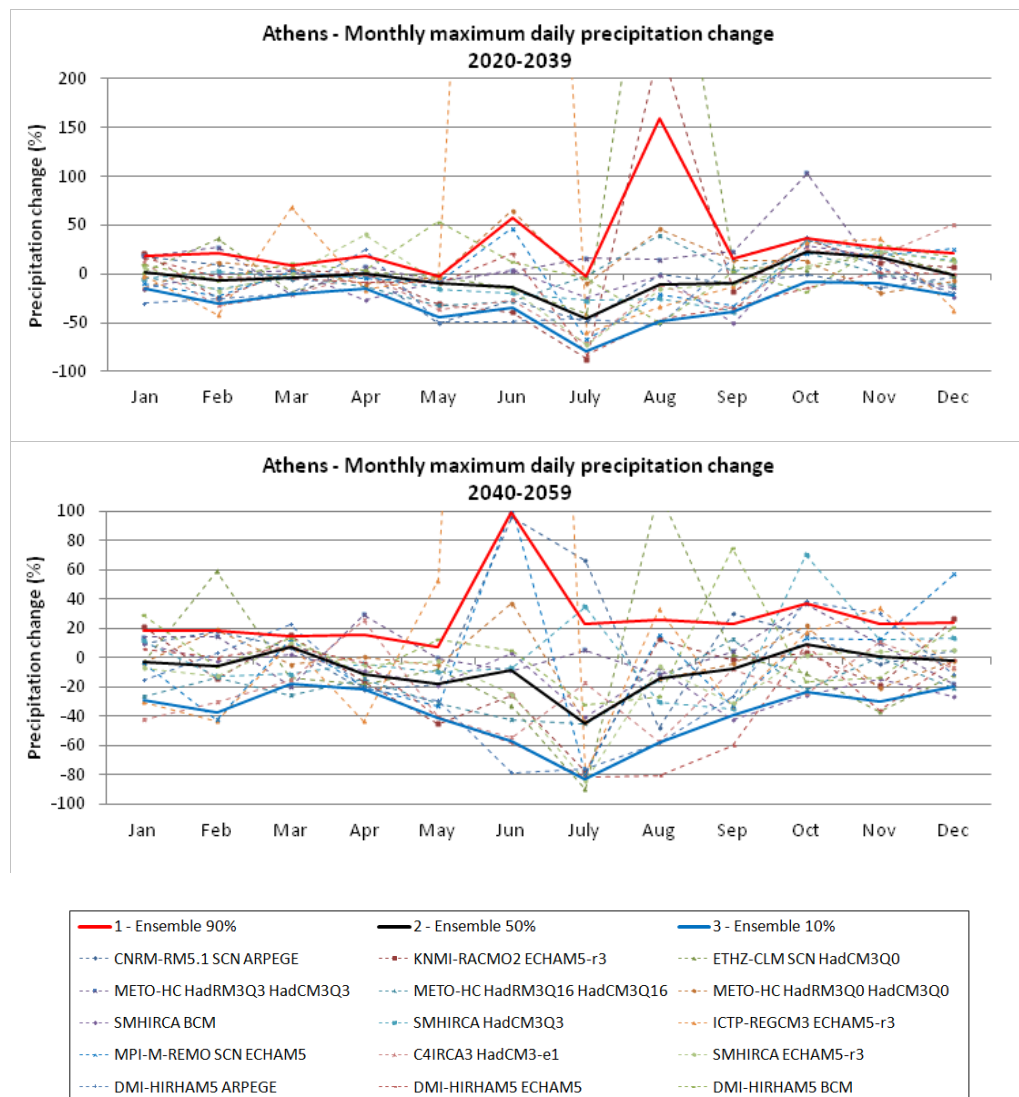 Athens - Monthly maximum daily precipitation change
2020-2039
Precipitation change (%)
200
150
100
50
0
-50
-100
Jan Feb Mar Apr May Jun July Aug Sep Oct Nov Dec
Athens - Monthly maximum daily precipitation change
2040-2059
Precipitation change (%)
100
80
60
40
20
0
-20
-40
-60
-80
-100
Jan Feb Mar Apr May Jun July Aug Sep Oct Nov Dec
1 - Ensemble 90% 2 - Ensemble 50% 3 - Ensemble 10%
CNRM-RM5.1 SCN ARPEGE KNMI-RACMO2 ECHAM5-r3 ETHZ-CLM SCN HadCM3Q0
METO-HC HadRM3Q3 HadCM3Q3 METO-HC HadRM3Q16 HadCM3Q16 METO-HC HadRM3Q0 HadCM3Q0
SMHIRCA BCM SMHIRCA HadCM3Q3 ICTP-REGCM3 ECHAM5-r3
MPI-M-REMO SCN ECHAM5 C4IRCA3 HadCM3-e1 SMHIRCA ECHAM5-r3
DMI-HIRHAM5 ARPEGE DMI-HIRHAM5 ECHAM5 DMI-HIRHAM5 BCM